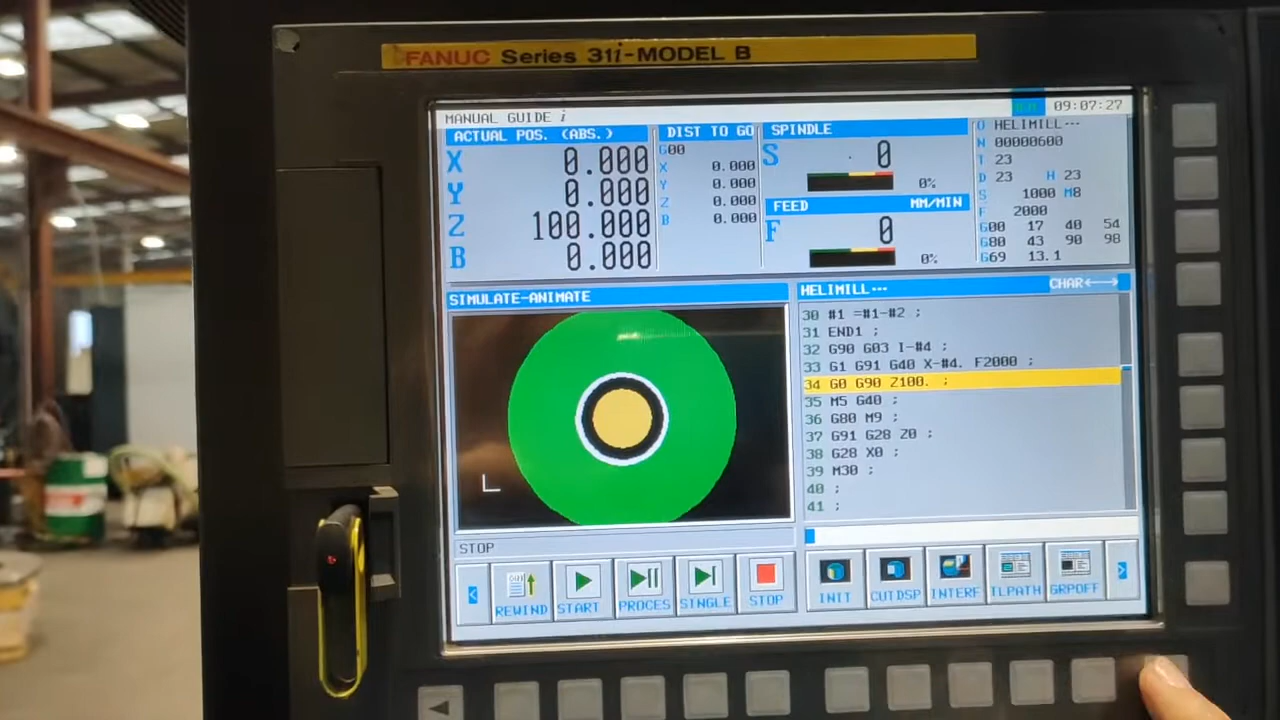 FANUC Series 31i-MODEL B
MANUAL GUIDE i
09:07:27
ACTUAL POS. (ABS.)
X 0.000
Y 0.000
Z 100.000
B 0.000
DIST TO GO
G00
X 0.000
Y 0.000
Z 0.000
B 0.000
SPINDLE
S 0
0%
FEED MM/MIN
F 0
0%
O HELIMILL···
N 00000600
T 23
D 23 H 23
S 1000 M8
F 2000
G00 17 40 54
G80 43 90 98
G69 13.1
SIMULATE-ANIMATE
STOP
HELIMILL··· CHAR←→
30 #1 =#1-#2 ;
31 END1 ;
32 G90 G03 I-#4 ;
33 G1 G91 G40 X-#4. F2000 ;
34 G0 G90 Z100. ;
35 M5 G40 ;
36 G80 M9 ;
37 G91 G28 Z0 ;
38 G28 X0 ;
39 M30 ;
40 ;
41 ;
< REWIND START PROCES SINGLE STOP INIT CUTDSP INTERF TLPATH GRPOFF >